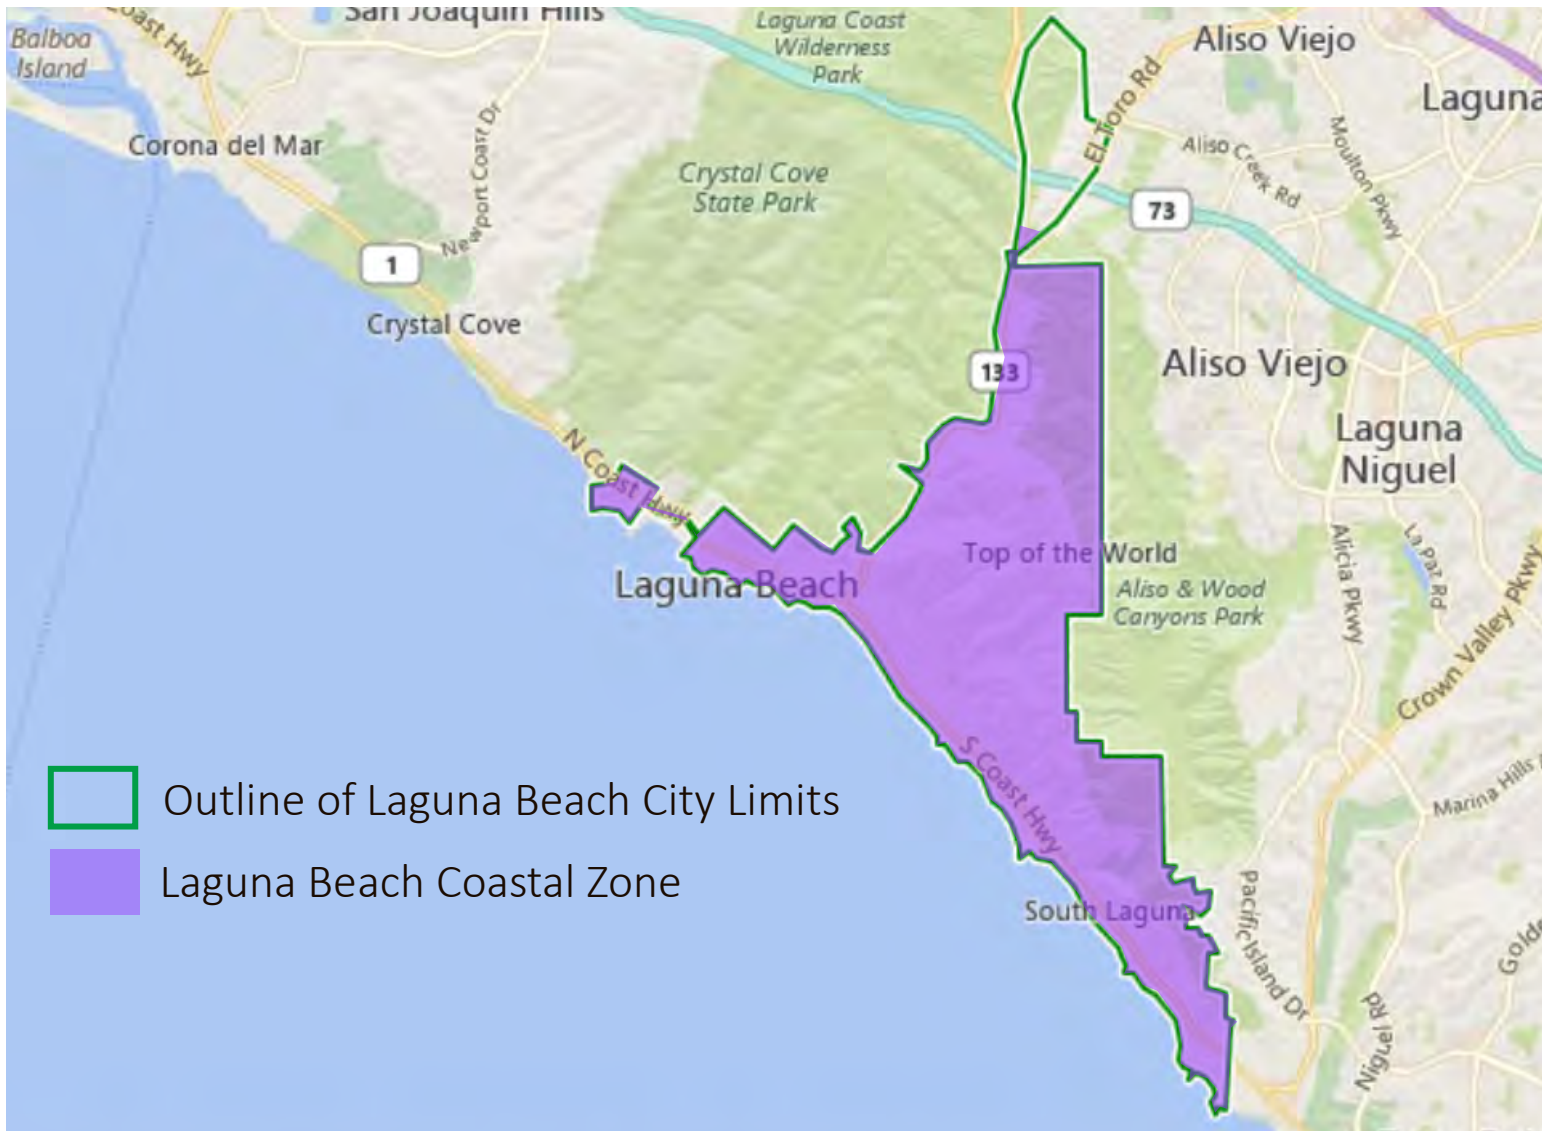 San Joaquin Hills
Laguna Coast
Wilderness
Park
Aliso Viejo
Balboa
Island
Coast Hwy
Laguna
El Toro Rd
Corona del Mar
Newport Coast Dr
Aliso Creek Rd
Moulton Pkwy
Crystal Cove
State Park
73
1
Crystal Cove
133
Aliso Viejo
Laguna
Niguel
N Coast Hwy
Top of the World
Laguna Beach
Aliso & Wood
Canyons Park
Alicia Pkwy
La Paz Rd
Crown Valley Pkwy
S Coast Hwy
Marina Hills
Outline of Laguna Beach City Limits
Laguna Beach Coastal Zone
South Laguna
Pacific Island Dr
Niguel Rd